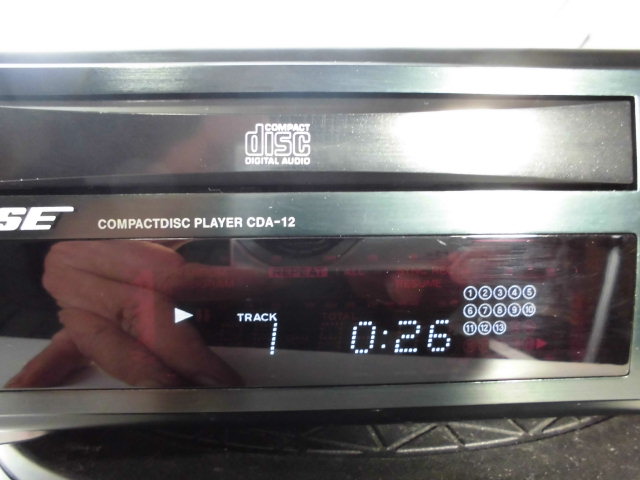 COMPACT
disc
DIGITAL AUDIO
SE COMPACTDISC PLAYER CDA-12
REPEAT
TRACK TOTAL
1 0:26
1 2 3 4 5
6 7 8 9 10
11 12 13